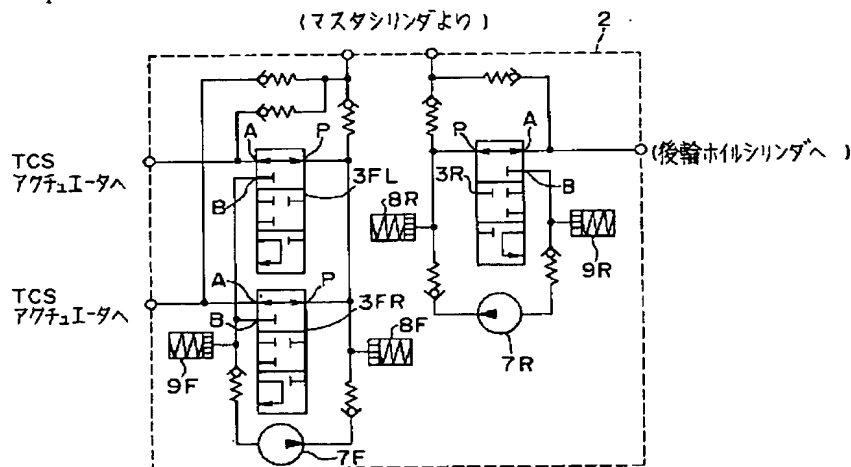 (マスタシリンダより)
2
P
A
A
P
TCS
アクチュエータへ
(後輪ホイルシリンダへ)
3FL
3R
B
B
8R
9R
TCS
アクチュエータへ
A
P
3FR
B
8F
7R
9F
7F